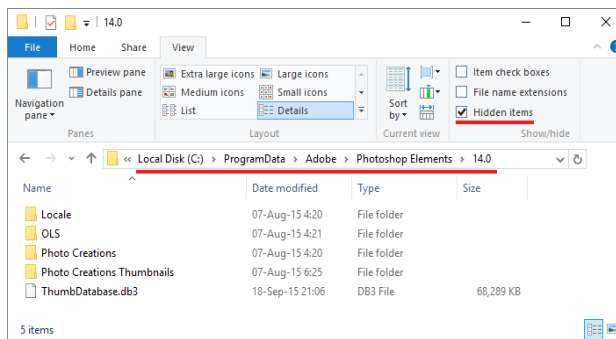 14.0
File Home Share View
Navigation pane
Preview pane
Details pane
Panes
Extra large icons Large icons
Medium icons Small icons
List Details
Layout
Sort by
Current view
Item check boxes
File name extensions
Hidden items
Show/hide
« Local Disk (C:) > ProgramData > Adobe > Photoshop Elements > 14.0
Name Date modified Type Size
Locale 07-Aug-15 4:20 File folder
OLS 07-Aug-15 4:21 File folder
Photo Creations 07-Aug-15 4:20 File folder
Photo Creations Thumbnails 07-Aug-15 6:25 File folder
ThumbDatabase.db3 18-Sep-15 21:06 DB3 File 68,289 KB
5 items